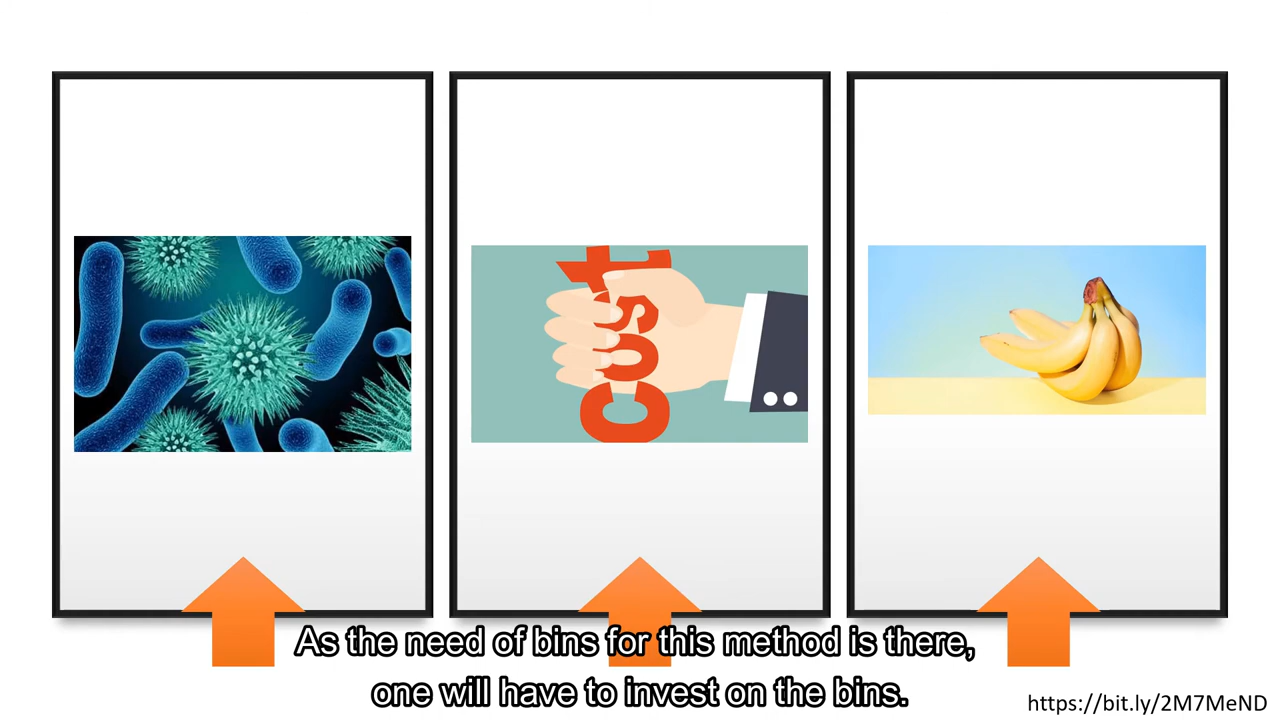 As the need of bins for this method is there,
one will have to invest on the bins.
https://bit.ly/2M7MeND